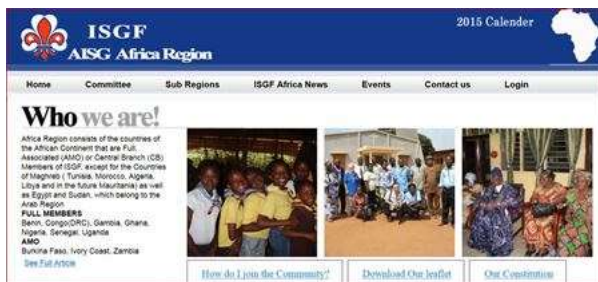 ISGF
2015 Calender
AISG Africa Region
Home Committee Sub Regions ISGF Africa News Events Contact us Login
Who we are!
Africa Region consists of the countries of
the African Continent that are Full,
Associated (AMO) or Central Branch (CB)
Members of ISGF, except for the Countries
of Maghreb ( Tunisia, Morocco, Algeria,
Libya and in the future Mauritania) as well
as Egypt and Sudan, which belong to the
Arab Region
FULL MEMBERS
Benin, Congo(DRC), Gambia, Ghana,
Nigeria, Senegal, Uganda
AMO
Burkina Faso, Ivory Coast, Zambia
See Full Article
How do I join the Community? Download Our leaflet Our Constitution